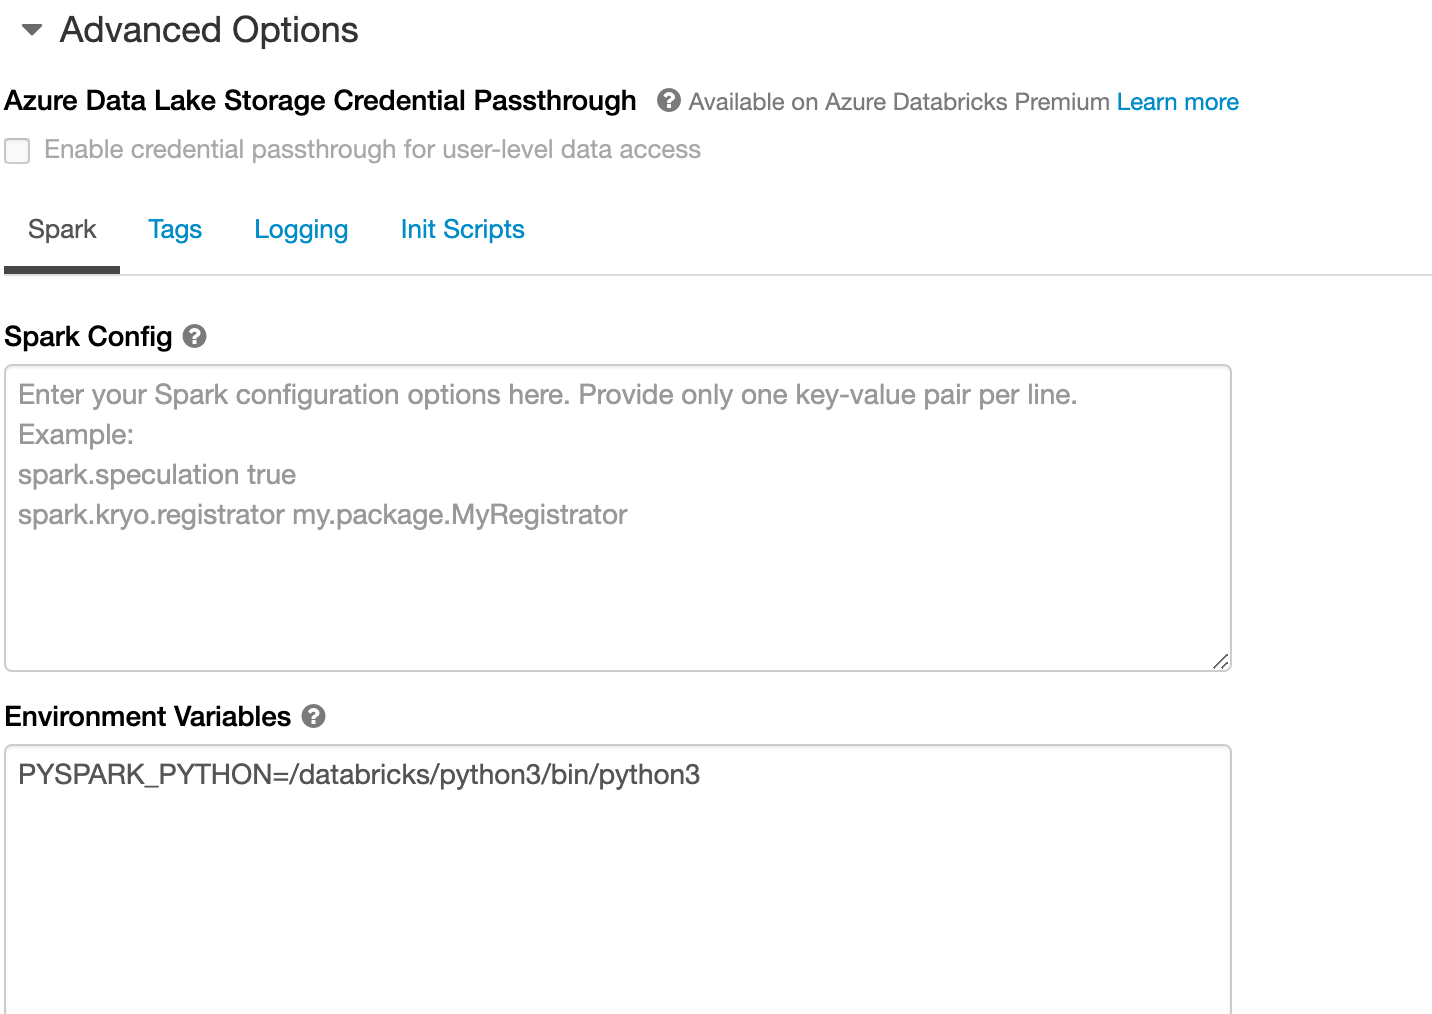 Advanced Options
Azure Data Lake Storage Credential Passthrough ? Available on Azure Databricks Premium Learn more
Enable credential passthrough for user-level data access
Spark Tags Logging Init Scripts
Spark Config ?
Enter your Spark configuration options here. Provide only one key-value pair per line.
Example:
spark.speculation true
spark.kryo.registrator my.package.MyRegistrator
Environment Variables ?
PYSPARK_PYTHON=/databricks/python3/bin/python3